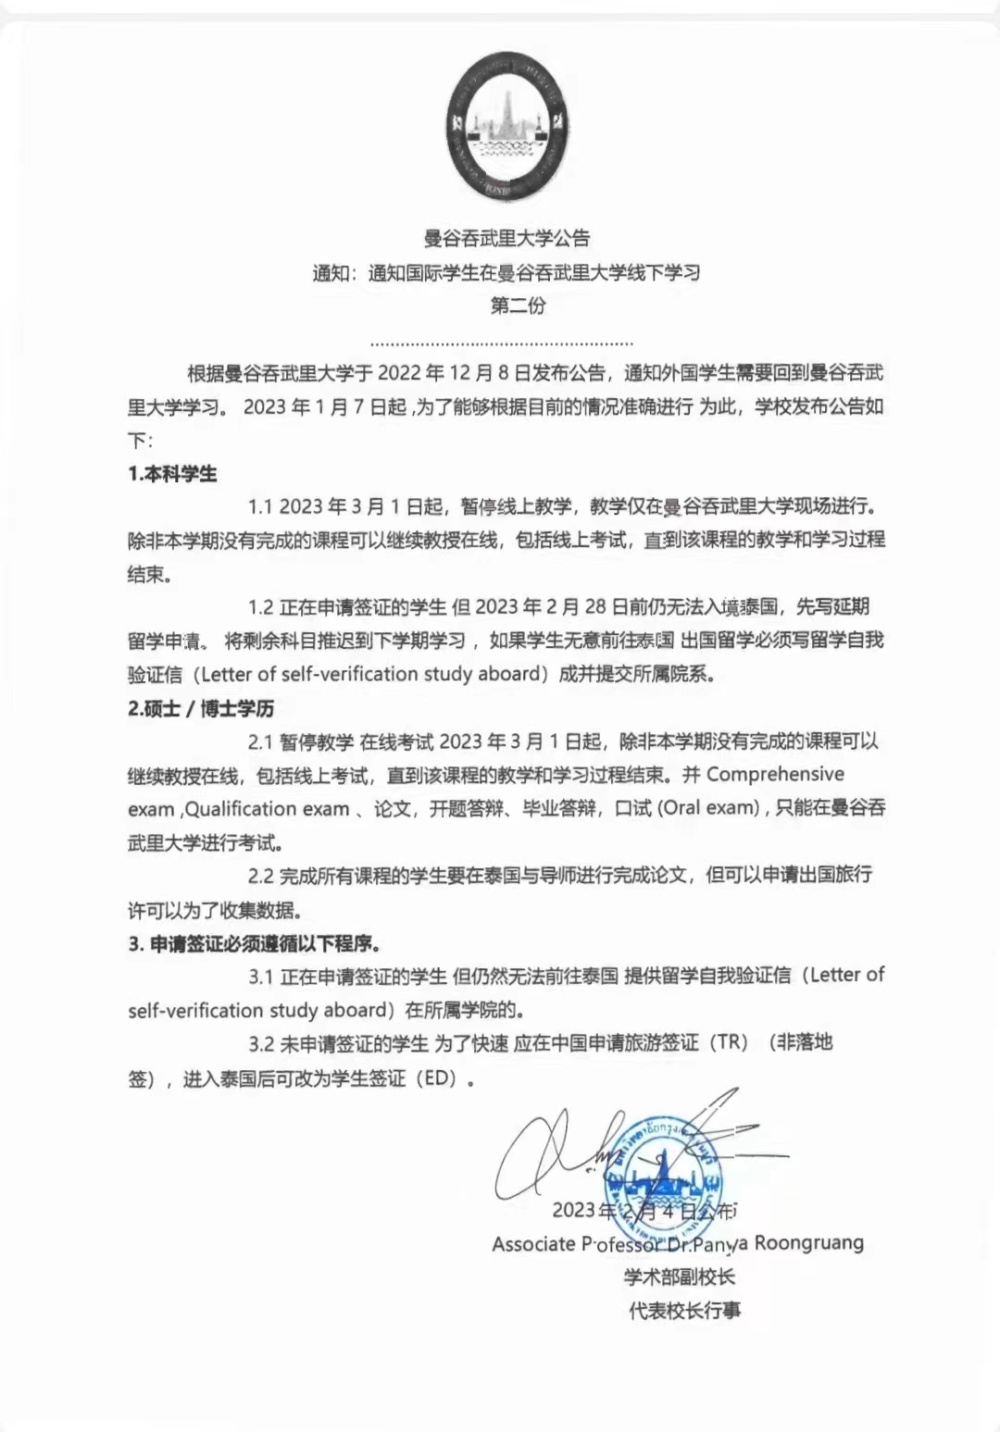 曼谷吞武里大学公告
通知：通知国际学生在曼谷吞武里大学线下学习
第二份
................................................
根据曼谷吞武里大学于 2022 年 12 月 8 日发布公告，通知外国学生需要回到曼谷吞武
里大学学习。 2023 年 1 月 7 日起 ,为了能够根据目前的情况准确进行 为此，学校发布公告如
下：
1.本科学生
1.1 2023 年 3 月 1 日起，暂停线上教学，教学仅在曼谷吞武里大学现场进行。
除非本学期没有完成的课程可以继续教授在线，包括线上考试，直到该课程的教学和学习过程
结束。
1.2 正在申请签证的学生 但 2023 年 2 月 28 日前仍无法入境泰国，先写延期
留学申请。 将剩余科目推迟到下学期学习 ，如果学生无意前往泰国 出国留学必须写留学自我
验证信（Letter of self-verification study aboard）成并提交所属院系。
2.硕士 / 博士学历
2.1 暂停教学 在线考试 2023 年 3 月 1 日起，除非本学期没有完成的课程可以
继续教授在线，包括线上考试，直到该课程的教学和学习过程结束。并 Comprehensive
exam ,Qualification exam 、论文，开题答辩、毕业答辩，口试 (Oral exam) , 只能在曼谷吞
武里大学进行考试。
2.2 完成所有课程的学生要在泰国与导师进行完成论文，但可以申请出国旅行
许可以为了收集数据。
3. 申请签证必须遵循以下程序。
3.1 正在申请签证的学生 但仍然无法前往泰国 提供留学自我验证信（Letter of
self-verification study aboard）在所属学院的。
3.2 未申请签证的学生 为了快速 应在中国申请旅游签证（TR）（非落地
签），进入泰国后可改为学生签证（ED）。
2023 年 2 月 4 日公布
Associate Professor Dr.Panya Roongruang
学术部副校长
代表校长行事